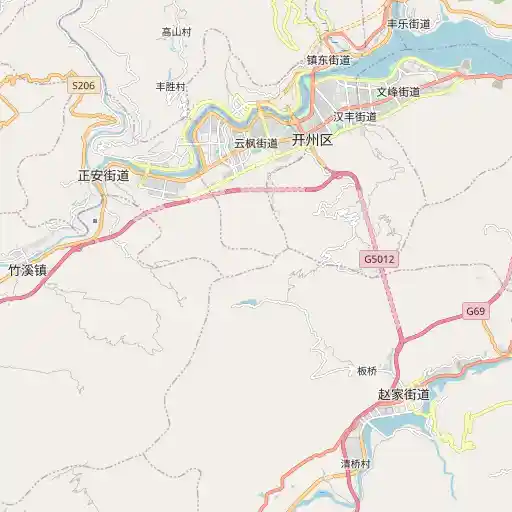 丰乐街道
高山村
镇东街道
S206
丰胜村
文峰街道
汉丰街道
云枫街道
开州区
正安街道
G5012
竹溪镇
G69
板桥
赵家街道
清桥村